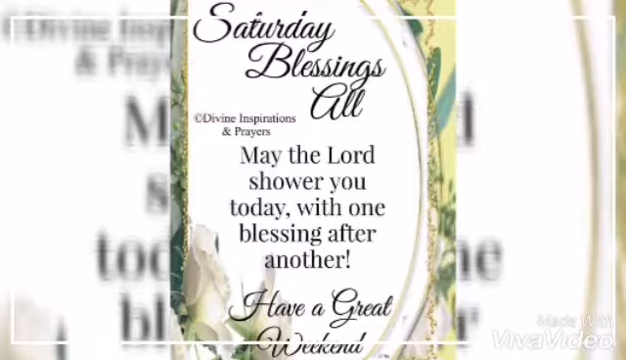 Saturday
Blessings
All
©Divine Inspirations
& Prayers
May the Lord
shower you
today, with one
blessing after
another!
Have a Great
Weekend
Made With
VivaVideo